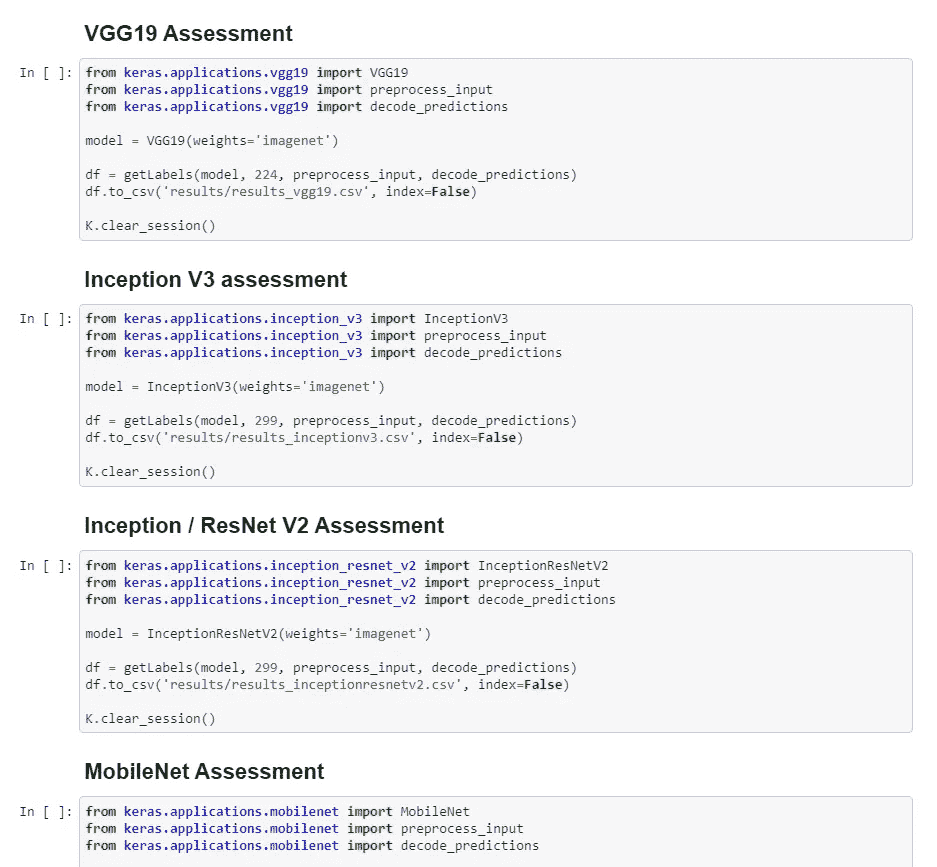 VGG19 Assessment
In [ ]: from keras.applications.vgg19 import VGG19
from keras.applications.vgg19 import preprocess_input
from keras.applications.vgg19 import decode_predictions
model = VGG19(weights='imagenet')
df = getLabels(model, 224, preprocess_input, decode_predictions)
df.to_csv('results/results_vgg19.csv', index=False)
K.clear_session()
Inception V3 assessment
In [ ]: from keras.applications.inception_v3 import InceptionV3
from keras.applications.inception_v3 import preprocess_input
from keras.applications.inception_v3 import decode_predictions
model = InceptionV3(weights='imagenet')
df = getLabels(model, 299, preprocess_input, decode_predictions)
df.to_csv('results/results_inceptionv3.csv', index=False)
K.clear_session()
Inception / ResNet V2 Assessment
In [ ]: from keras.applications.inception_resnet_v2 import InceptionResNetV2
from keras.applications.inception_resnet_v2 import preprocess_input
from keras.applications.inception_resnet_v2 import decode_predictions
model = InceptionResNetV2(weights='imagenet')
df = getLabels(model, 299, preprocess_input, decode_predictions)
df.to_csv('results/results_inceptionresnetv2.csv', index=False)
K.clear_session()
MobileNet Assessment
In [ ]: from keras.applications.mobilenet import MobileNet
from keras.applications.mobilenet import preprocess_input
from keras.applications.mobilenet import decode_predictions